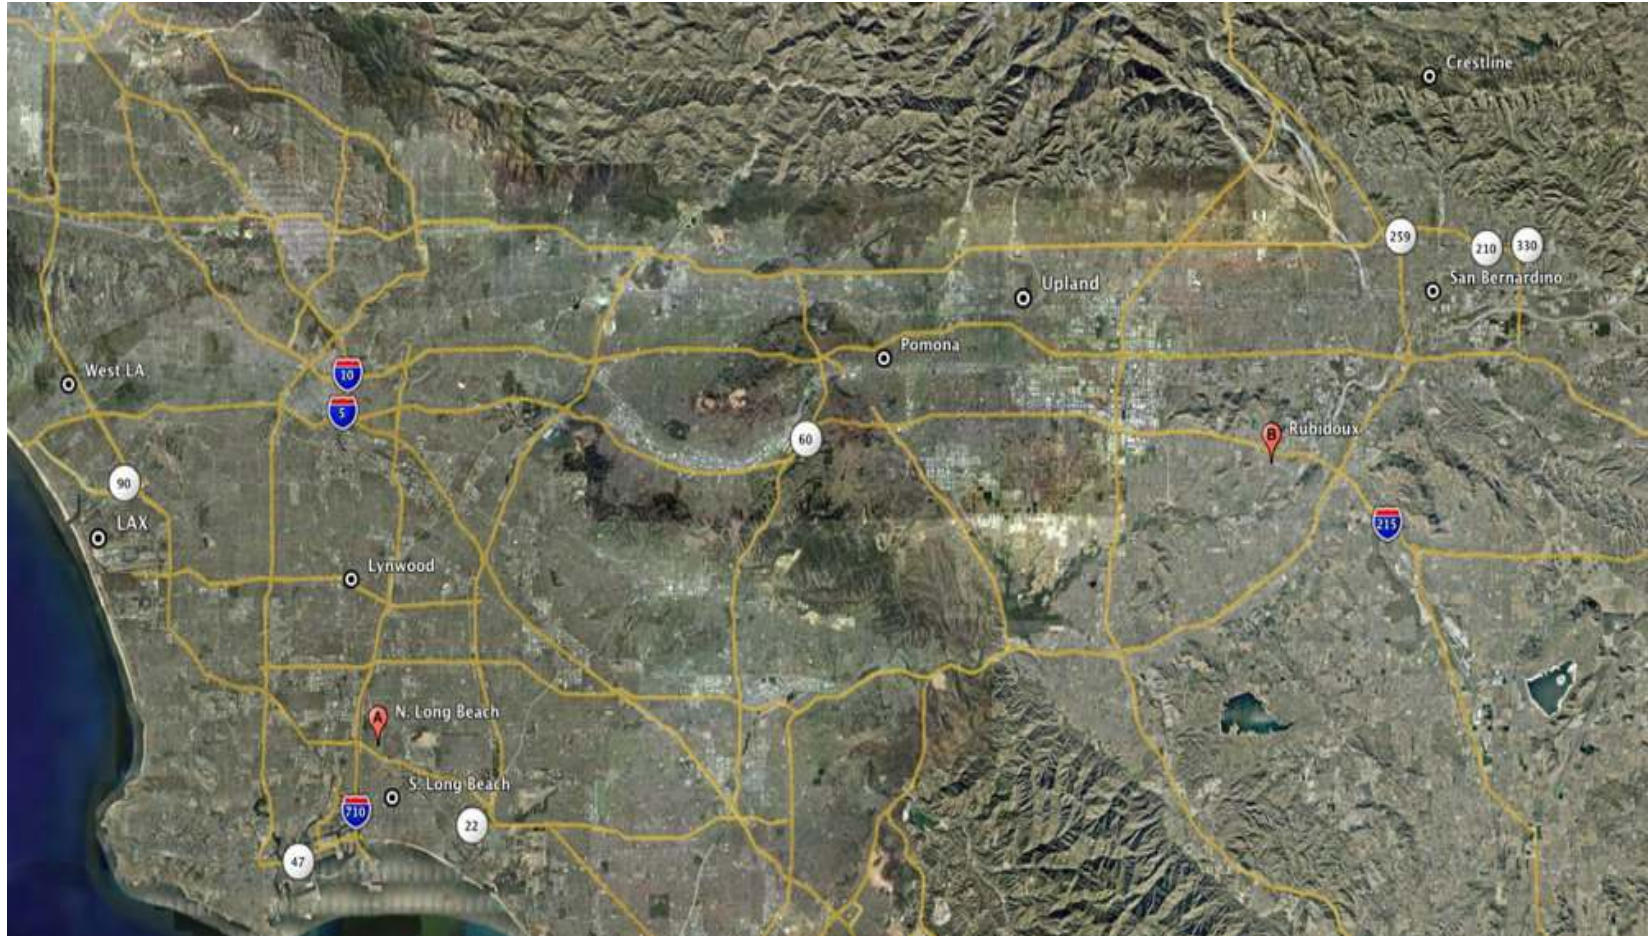 Crestline
259
210
330
San Bernardino
Upland
Pomona
West LA
10
5
60
B
Rubidoux
90
LAX
215
Lynwood
A
N. Long Beach
S. Long Beach
710
22
47